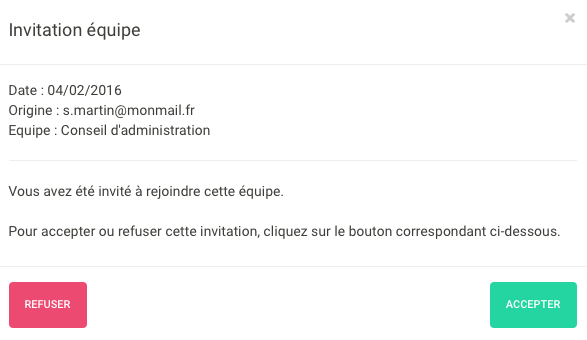 Invitation équipe
Date : 04/02/2016
Origine : s.martin@monmail.fr
Equipe : Conseil d'administration
Vous avez été invité à rejoindre cette équipe.
Pour accepter ou refuser cette invitation, cliquez sur le bouton correspondant ci-dessous.
REFUSER
ACCEPTER